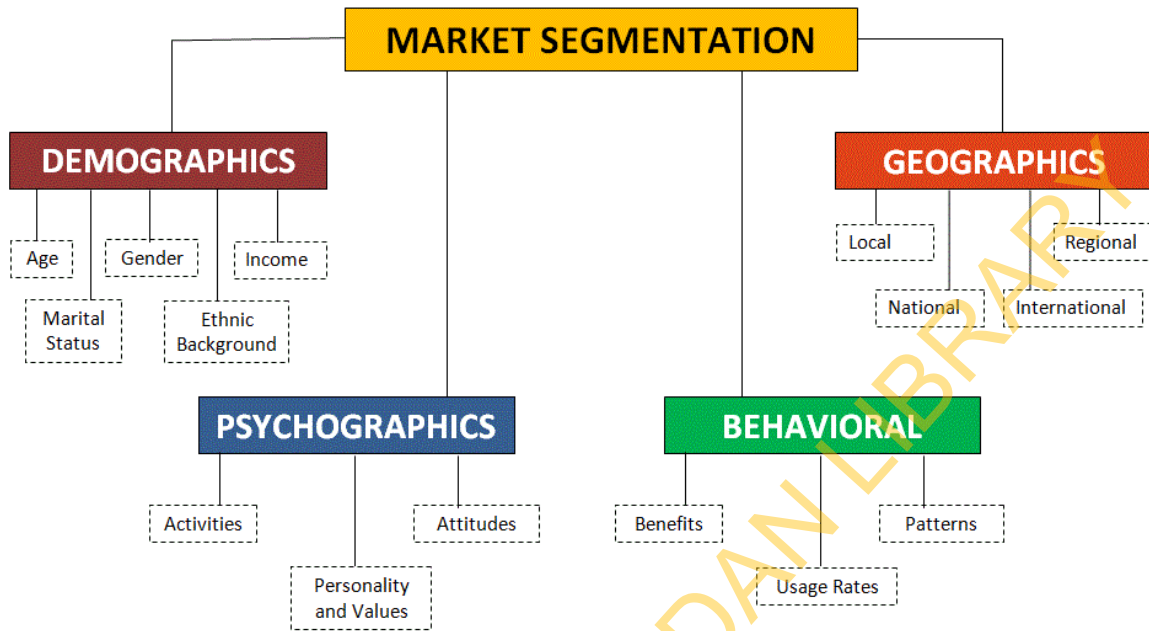 MARKET SEGMENTATION
DEMOGRAPHICS
GEOGRAPHICS
Age
Gender
Income
Local
Regional
Marital
Status
Ethnic
Background
National
International
PSYCHOGRAPHICS
BEHAVIORAL
Activities
Attitudes
Benefits
Patterns
Personality
and Values
Usage Rates
DAN LIBRARY